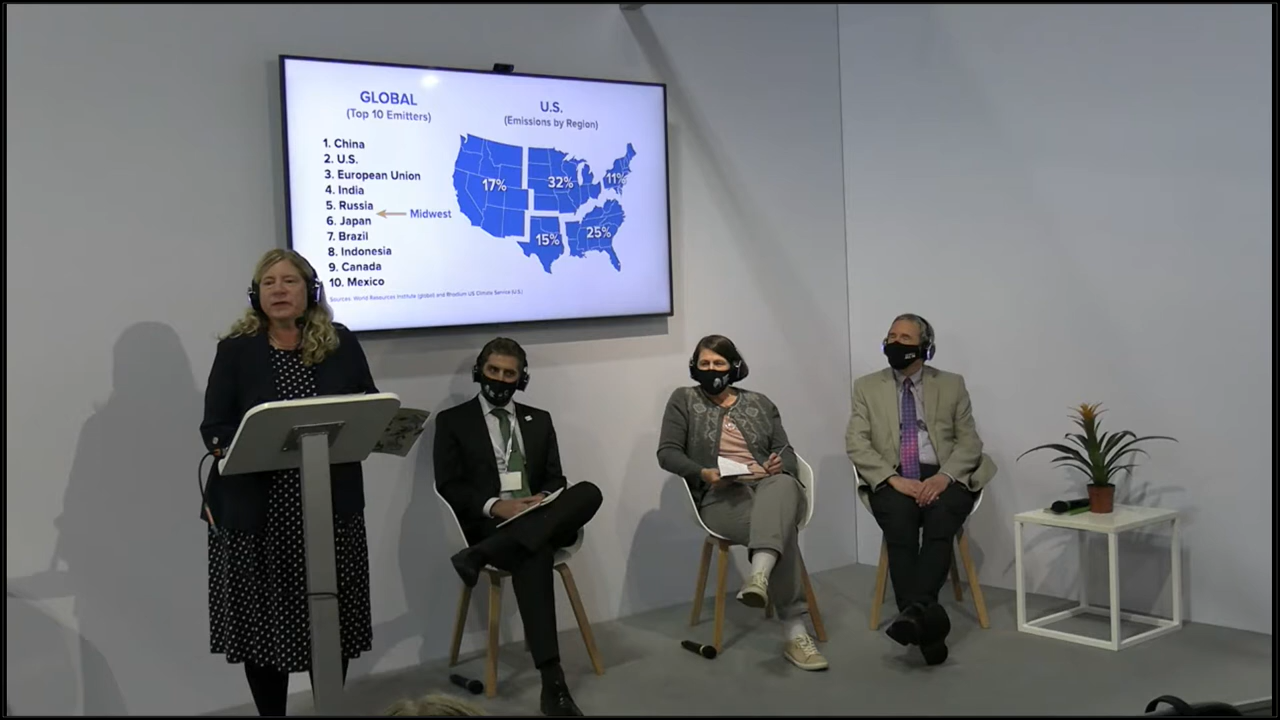 GLOBAL
(Top 10 Emitters)
1. China
2. U.S.
3. European Union
4. India
5. Russia
6. Japan
7. Brazil
8. Indonesia
9. Canada
10. Mexico
Midwest
U.S.
(Emissions by Region)
17%
32%
11%
15%
25%
Sources: World Resources Institute (global) and Rhodium US Climate Service (U.S.)